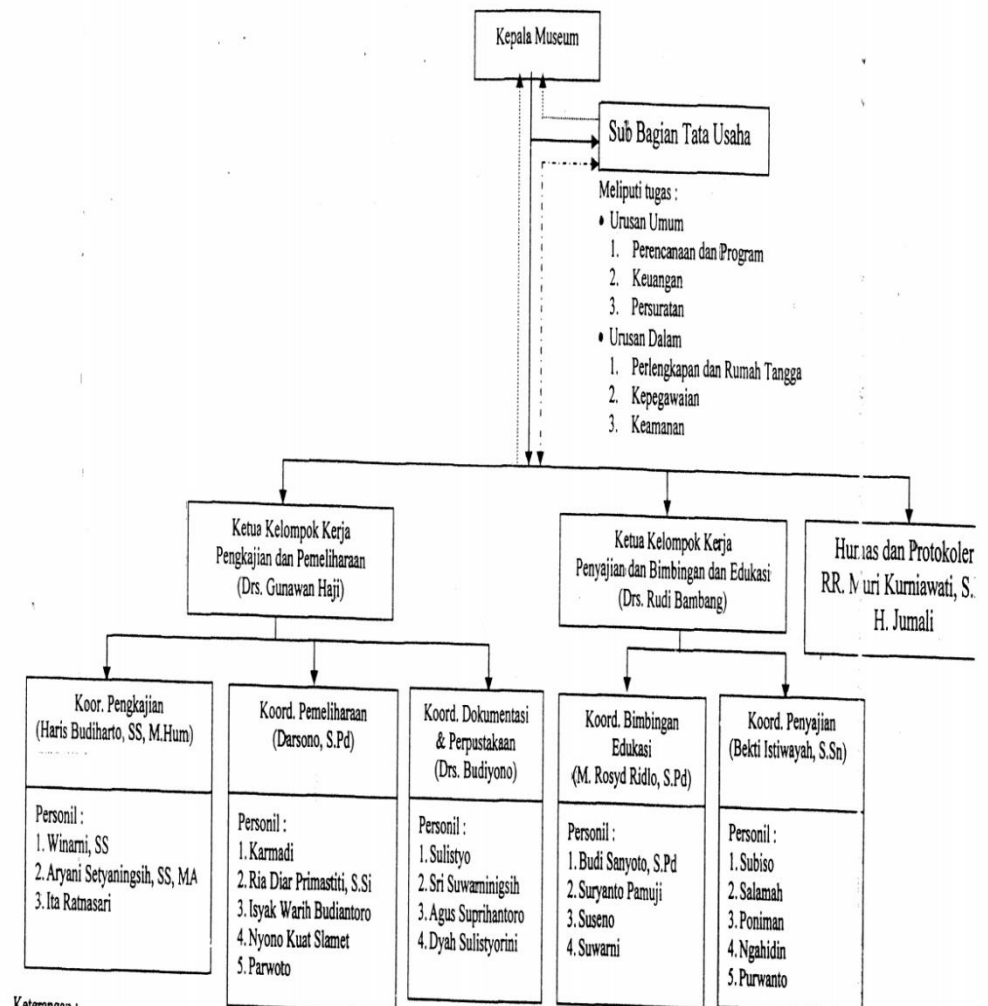 Kepala Museum
Sub Bagian Tata Usaha
Meliputi tugas :
• Urusan Umum
1. Perencanaan dan Program
2. Keuangan
3. Persuratan
• Urusan Dalam
1. Perlengkapan dan Rumah Tangga
2. Kepegawaian
3. Keamanan
Ketua Kelompok Kerja
Pengkajian dan Pemeliharaan
(Drs. Gunawan Haji)
Ketua Kelompok Kerja
Penyajian dan Bimbingan dan Edukasi
(Drs. Rudi Bambang)
Humas dan Protokoler
RR. Muri Kurniawati, S.
H. Jumali
Koor. Pengkajian
(Haris Budiharto, SS, M.Hum)
Personil :
1. Winarni, SS
2. Aryani Setyaningsih, SS, MA
3. Ita Ratnasari
Koord. Pemeliharaan
(Darsono, S.Pd)
Personil :
1. Karmadi
2. Ria Diar Primastiti, S.Si
3. Isyak Warih Budiantoro
4. Nyono Kuat Slamet
5. Parwoto
Koord. Dokumentasi
& Perpustakaan
(Drs. Budiyono)
Personil :
1. Sulistyo
2. Sri Suwarninigsih
3. Agus Suprihantoro
4. Dyah Sulistyorini
Koord. Bimbingan
Edukasi
(M. Rosyd Ridlo, S.Pd)
Personil :
1. Budi Sanyoto, S.Pd
2. Suryanto Pamuji
3. Suseno
4. Suwarni
Koord. Penyajian
(Bekti Istiwayah, S.Sn)
Personil :
1. Subiso
2. Salamah
3. Poniman
4. Ngahidin
5. Purwanto
Keterangan :